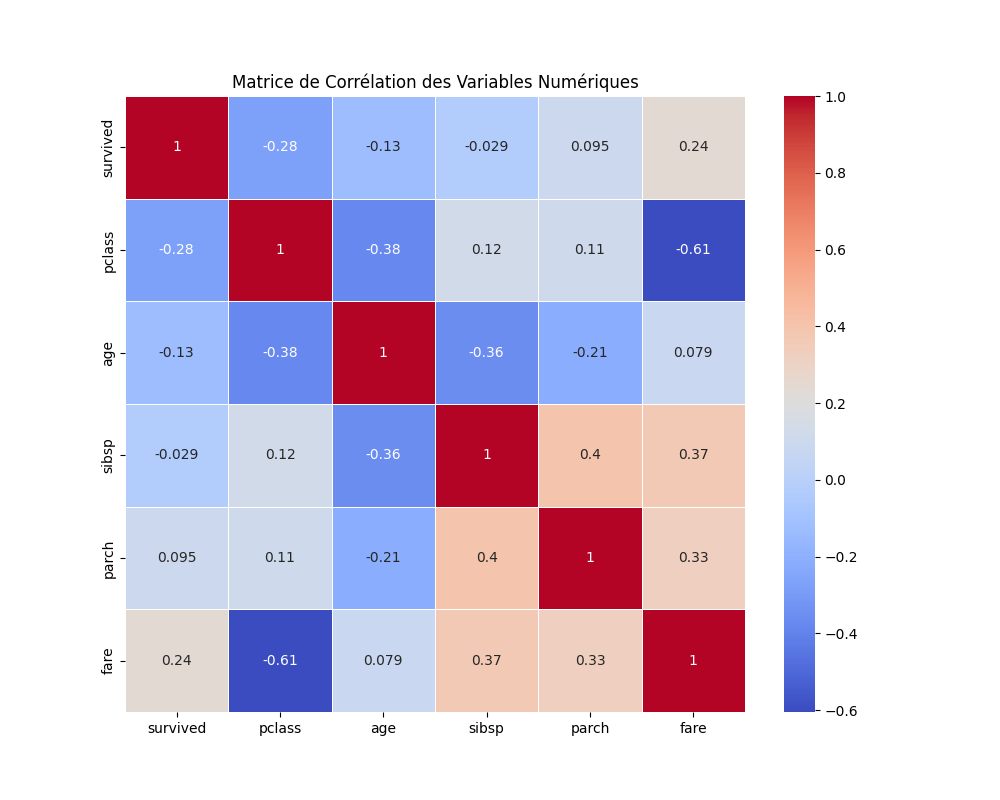 Matrice de Corrélation des Variables Numériques
survived 1 -0.28 -0.13 -0.029 0.095 0.24
pclass -0.28 1 -0.38 0.12 0.11 -0.61
age -0.13 -0.38 1 -0.36 -0.21 0.079
sibsp -0.029 0.12 -0.36 1 0.4 0.37
parch 0.095 0.11 -0.21 0.4 1 0.33
fare 0.24 -0.61 0.079 0.37 0.33 1
survived pclass age sibsp parch fare
1.0
0.8
0.6
0.4
0.2
0.0
−0.2
−0.4
−0.6